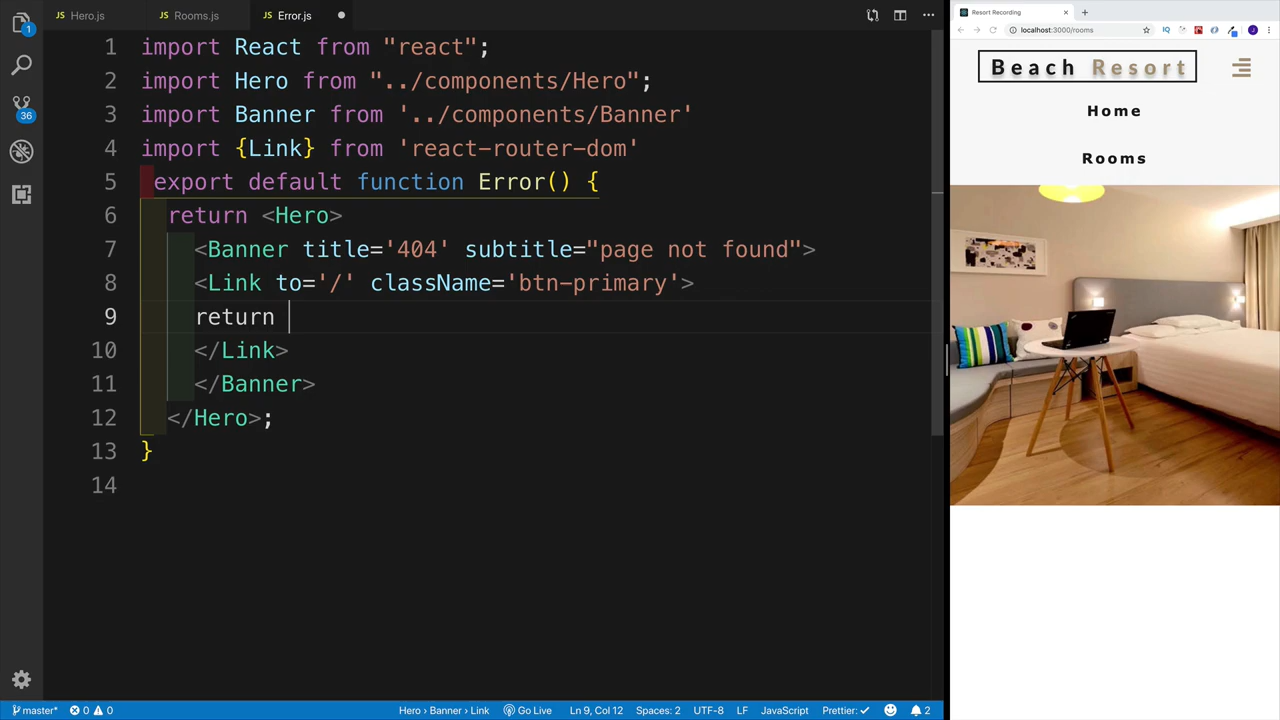 Hero.js
Rooms.js
Error.js
1 import React from "react";
2 import Hero from "../components/Hero";
3 import Banner from '../components/Banner'
4 import {Link} from 'react-router-dom'
5 export default function Error() {
6 return <Hero>
7 <Banner title='404' subtitle="page not found">
8 <Link to='/' className='btn-primary'>
9 return
10 </Link>
11 </Banner>
12 </Hero>;
13 }
14
1
36
master*
0
0
Hero › Banner › Link
Go Live
Ln 9, Col 12
Spaces: 2
UTF-8
LF
JavaScript
Prettier: ✓
2
Resort Recording
localhost:3000/rooms
IQ
J
Beach Resort
Home
Rooms